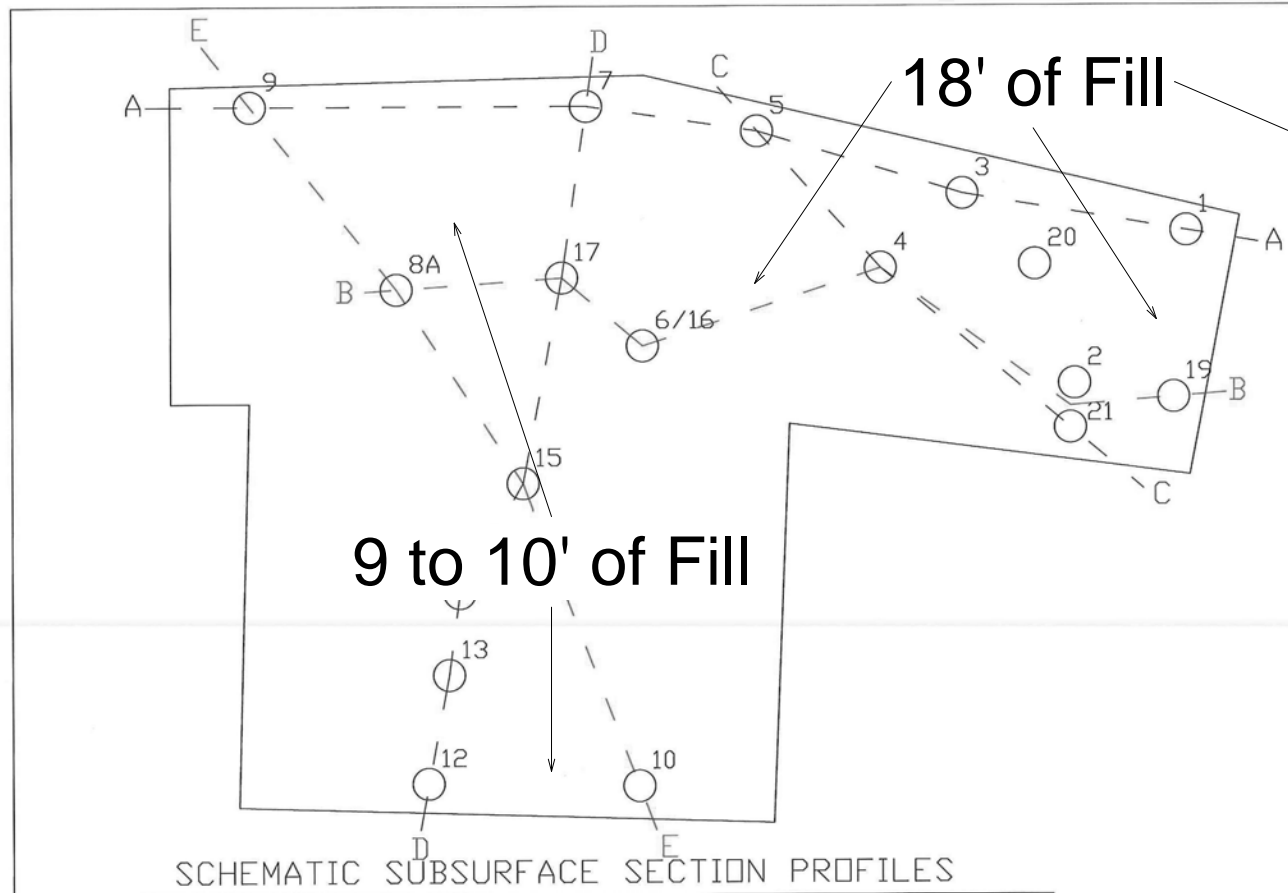 E
D
C
18' of Fill
9
7
5
A
3
1
A
20
4
17
8A
B
6/16
2
19
B
21
C
15
9 to 10' of Fill
13
12
10
D
E
SCHEMATIC SUBSURFACE SECTION PROFILES